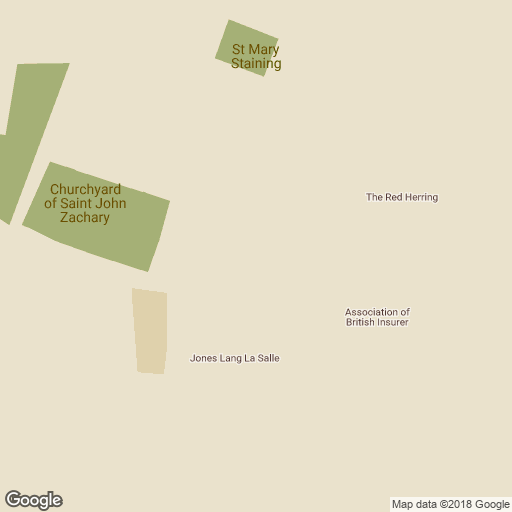 St Mary
Staining
Churchyard
of Saint John
Zachary
The Red Herring
Association of
British Insurer
Jones Lang La Salle
Google
Map data ©2018 Google